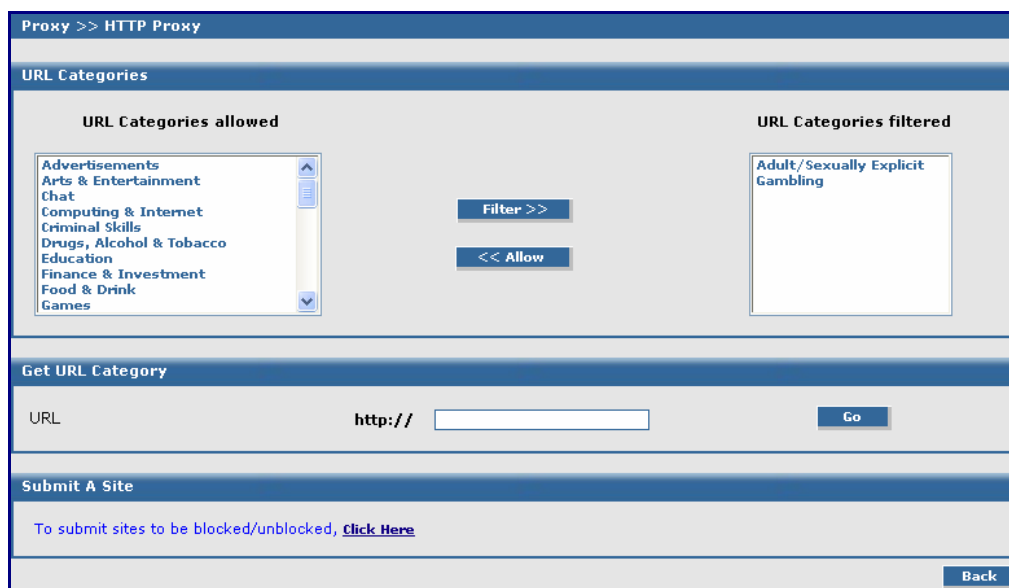 Proxy >> HTTP Proxy
URL Categories
URL Categories allowed
URL Categories filtered
Advertisements
Arts & Entertainment
Chat
Computing & Internet
Criminal Skills
Drugs, Alcohol & Tobacco
Education
Finance & Investment
Food & Drink
Games
Filter >>
<< Allow
Adult/Sexually Explicit
Gambling
Get URL Category
URL http:// Go
Submit A Site
To submit sites to be blocked/unblocked, Click Here
Back